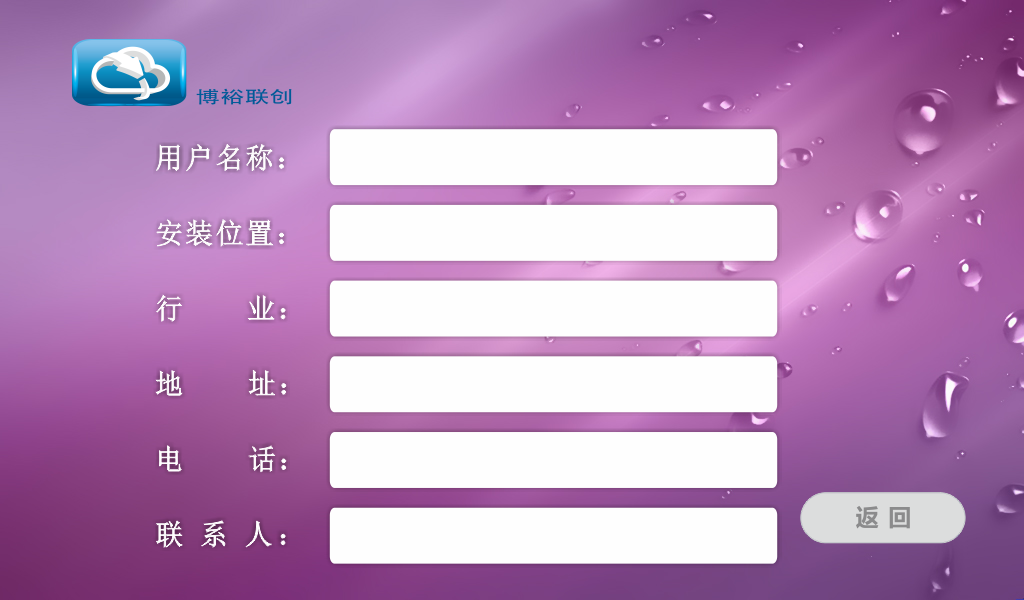 博裕联创
用户名称：
安装位置：
行 业：
地 址：
电 话：
联 系 人：
返 回